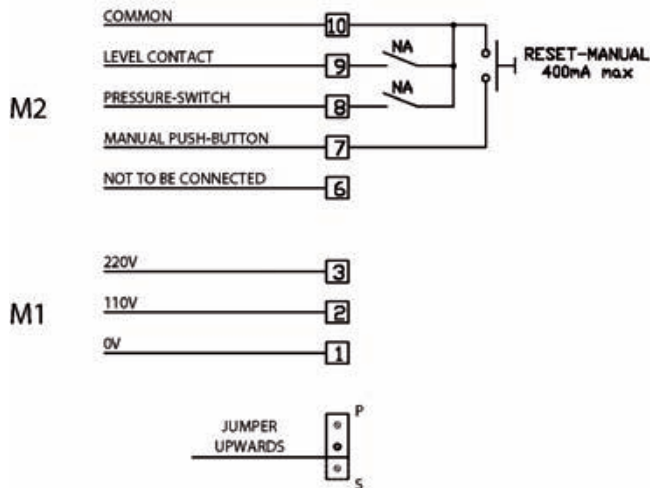 COMMON 10
LEVEL CONTACT 9 NA
PRESSURE-SWITCH 8 NA
RESET-MANUAL
400mA max
M2
MANUAL PUSH-BUTTON 7
NOT TO BE CONNECTED 6
220V 3
M1
110V 2
0V 1
P
JUMPER
UPWARDS
S